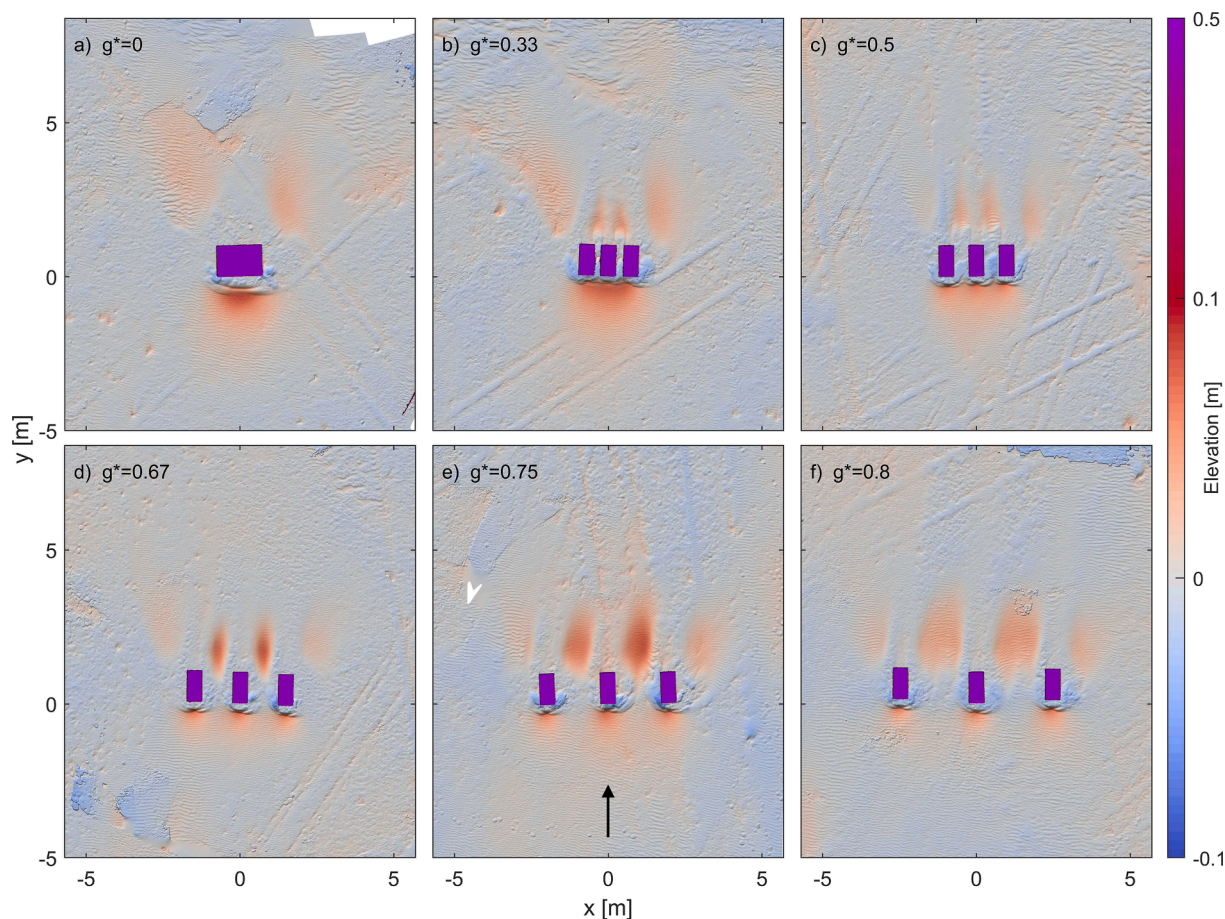 a) g*=0
b) g*=0.33
c) g*=0.5
0.5
5
0
-5
0.1
y [m]
Elevation [m]
d) g*=0.67
e) g*=0.75
f) g*=0.8
5
0
-5
0
-0.1
-5
0
5
-5
0
5
-5
0
5
x [m]